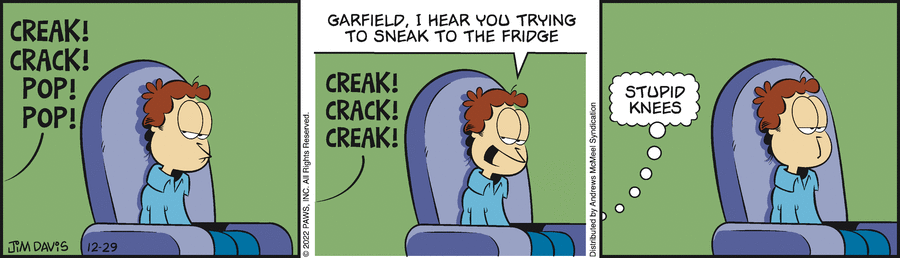 CREAK!
CRACK!
POP!
POP!
JIM DAVIS 12-29
© 2022 PAWS, INC. All Rights Reserved.
GARFIELD, I HEAR YOU TRYING
TO SNEAK TO THE FRIDGE
CREAK!
CRACK!
CREAK!
Distributed by Andrews McMeel Syndication
STUPID
KNEES